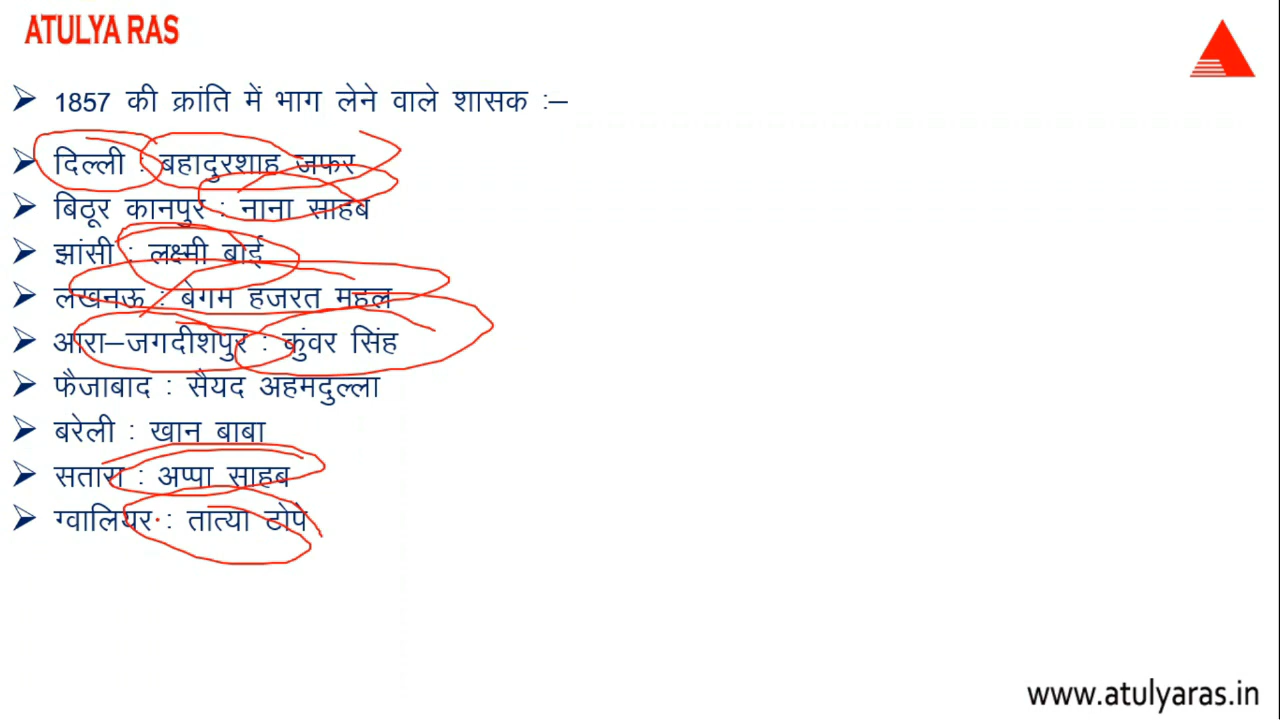 ATULYA RAS
1857 की क्रांति में भाग लेने वाले शासक :–
दिल्ली : बहादुरशाह जफर
बिठूर कानपुर : नाना साहब
झांसी : लक्ष्मी बाई
लखनऊ : बेगम हजरत महल
आरा–जगदीशपुर : कुंवर सिंह
फैजाबाद : सैयद अहमदुल्ला
बरेली : खान बाबा
सतारा : अप्पा साहब
ग्वालियर : तात्या टोपे
www.atulyaras.in